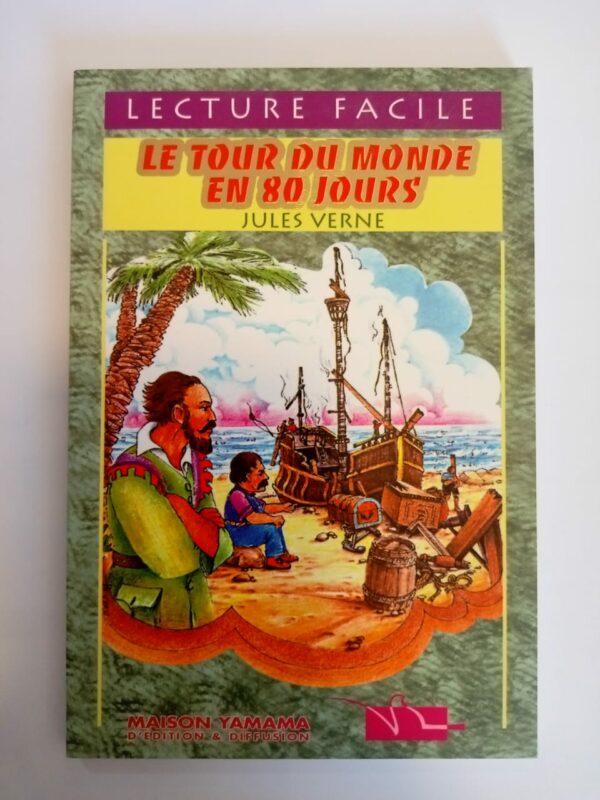 LECTURE FACILE
LE TOUR DU MONDE
EN 80 JOURS
JULES VERNE
MAISON YAMAMA
D'EDITION & DIFFUSION